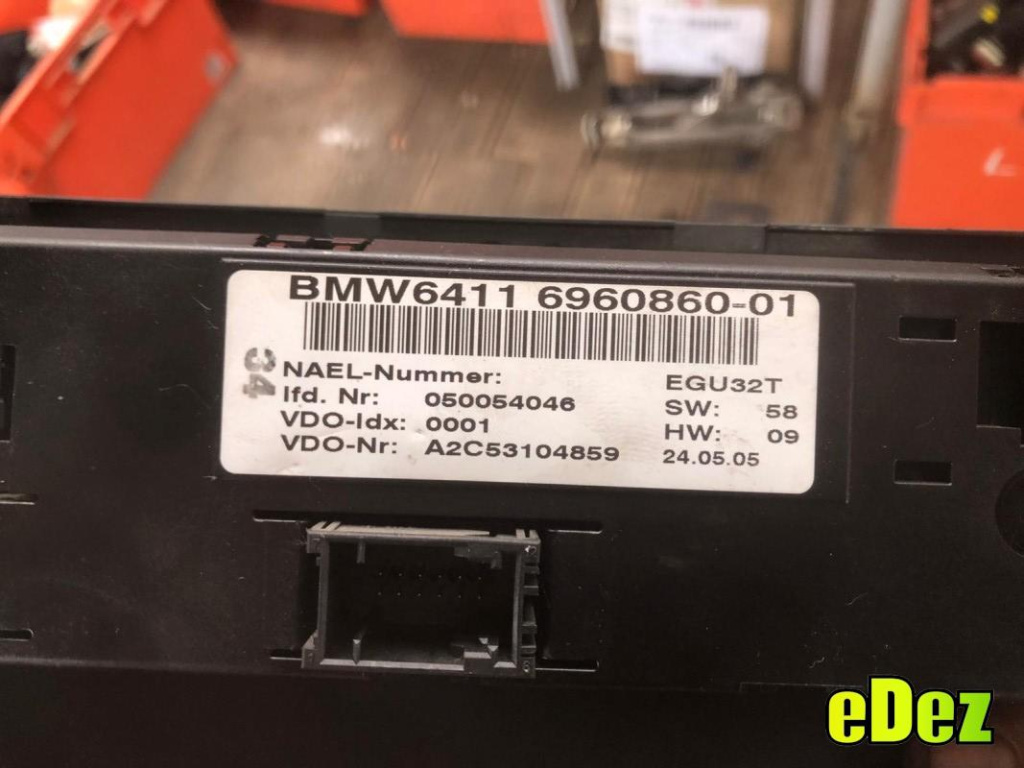 BMW6411 6960860-01
34
NAEL-Nummer: EGU32T
lfd. Nr: 050054046 SW: 58
VDO-Idx: 0001 HW: 09
VDO-Nr: A2C53104859 24.05.05
eDez